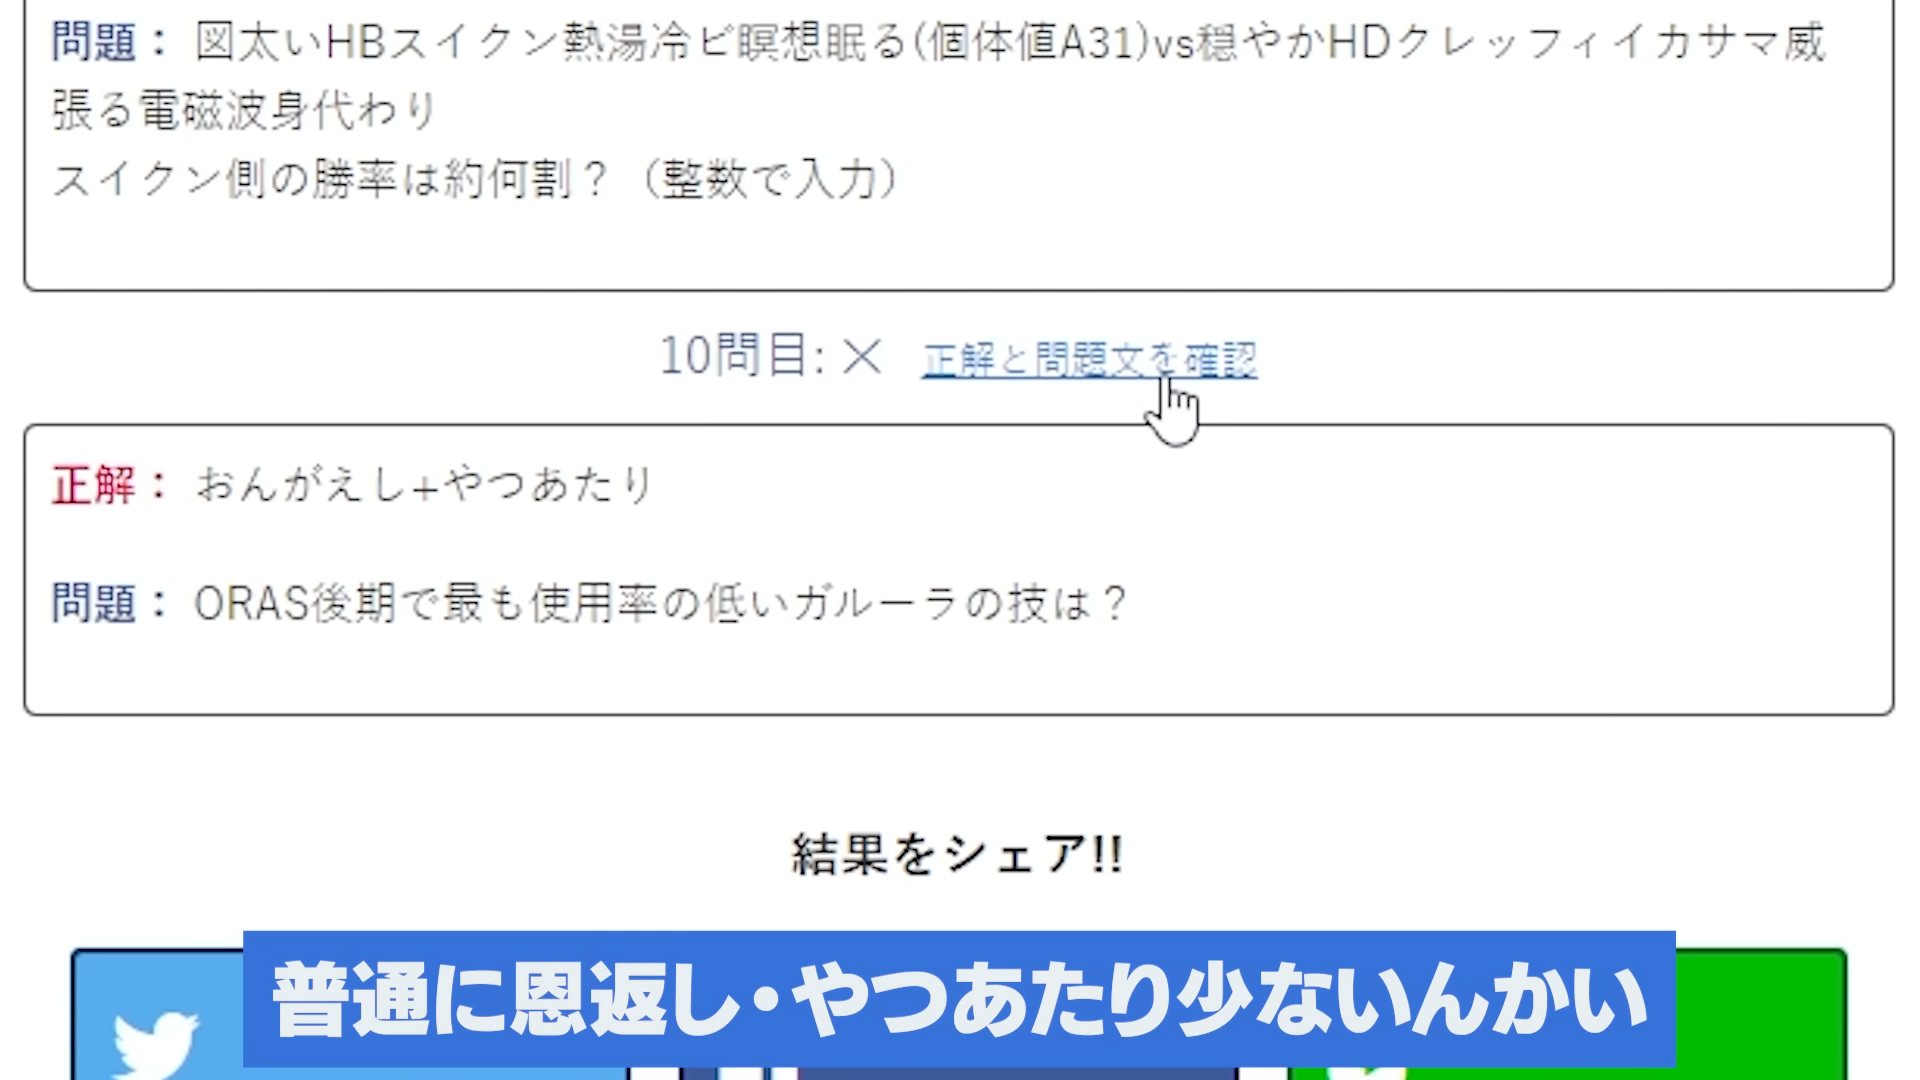 問題： 図太いHBスイクン熱湯冷ビ瞑想眠る(個体値A31)vs穏やかHDクレッフィイカサマ威
張る電磁波身代わり
スイクン側の勝率は約何割？（整数で入力）
10問目: × 正解と問題文を確認
正解： おんがえし+やつあたり
問題： ORAS後期で最も使用率の低いガルーラの技は？
結果をシェア!!
普通に恩返し・やつあたり少ないんかい